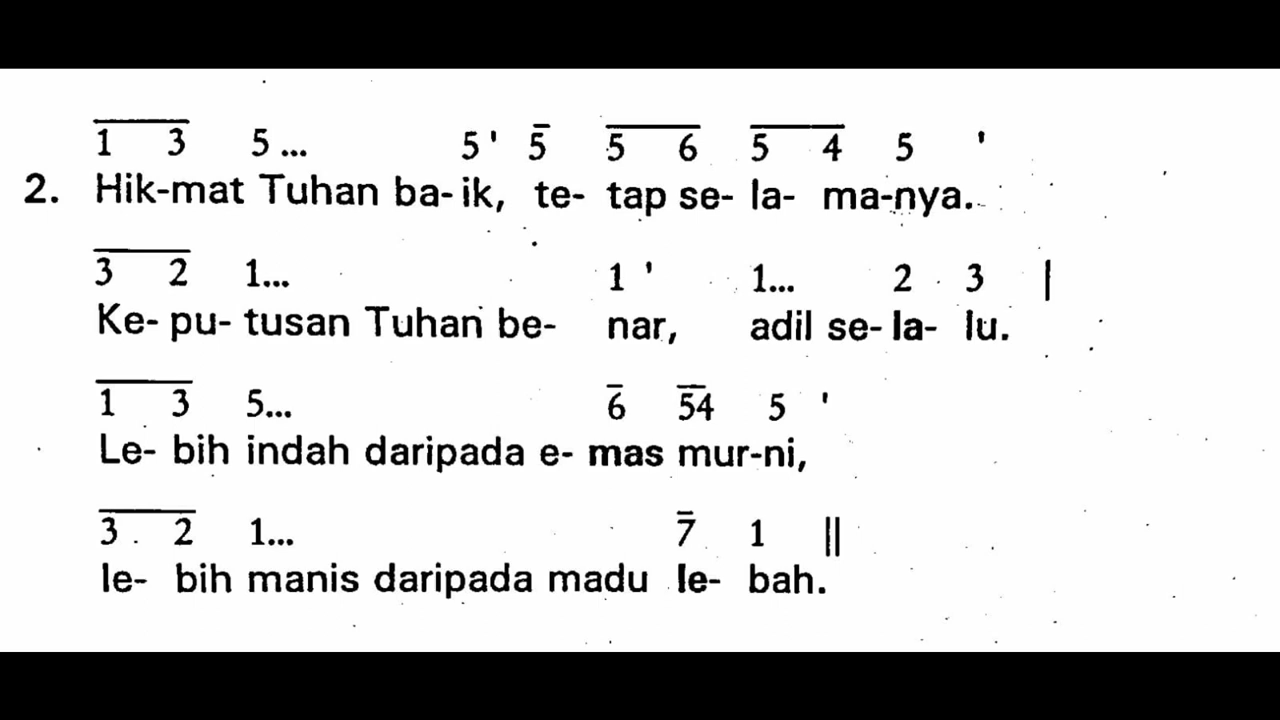 1 3 5... 5 ' 5 5 6 5 4 5 '
2. Hik-mat Tuhan ba-ik, te- tap se- la- ma-nya.
3 2 1... 1 ' 1... 2 3 |
Ke- pu- tusan Tuhan be- nar, adil se- la- lu.
1 3 5... 6 54 5 '
Le- bih indah daripada e- mas mur-ni,
3 2 1... 7 1 ||
le- bih manis daripada madu le- bah.